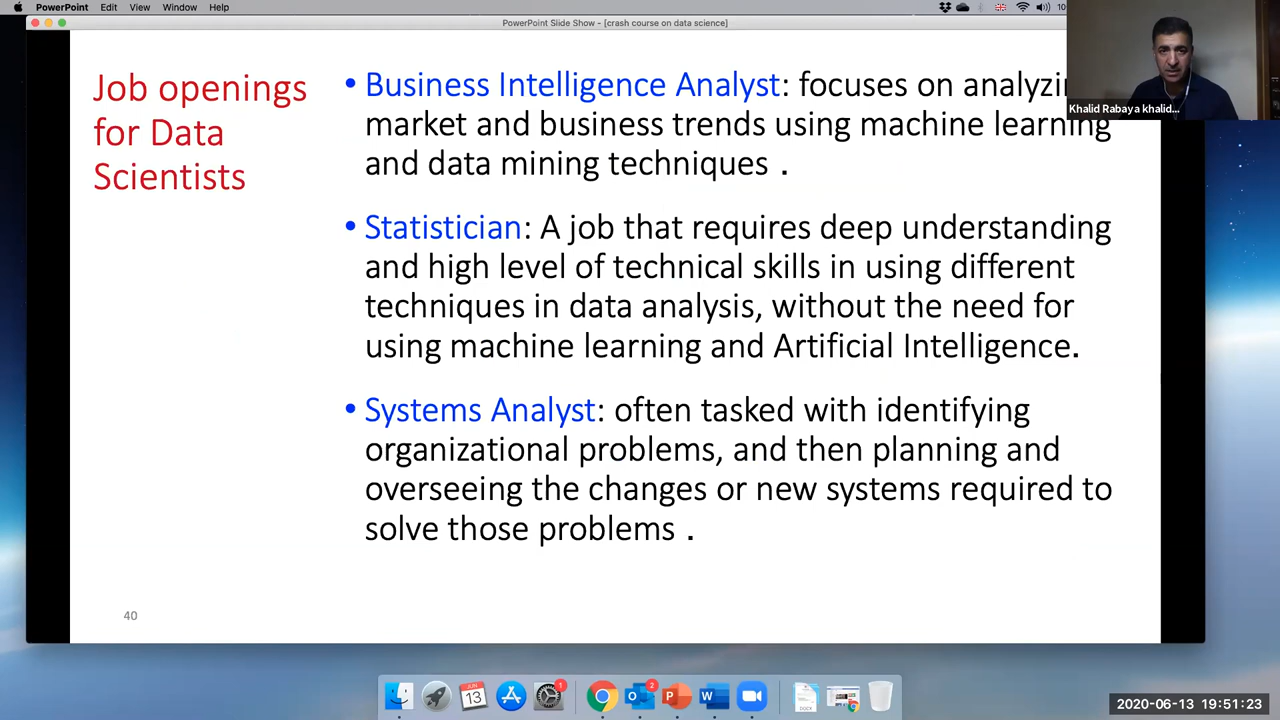 PowerPoint Edit View Window Help
PowerPoint Slide Show - [crash course on data science]
Khalid Rabaya khalid...
Job openings
for Data
Scientists
• Business Intelligence Analyst: focuses on analyzi
market and business trends using machine learning
and data mining techniques .
• Statistician: A job that requires deep understanding
and high level of technical skills in using different
techniques in data analysis, without the need for
using machine learning and Artificial Intelligence.
• Systems Analyst: often tasked with identifying
organizational problems, and then planning and
overseeing the changes or new systems required to
solve those problems .
40
JUN
13
1
2
P
W
DOCX
2020-06-13 19:51:23